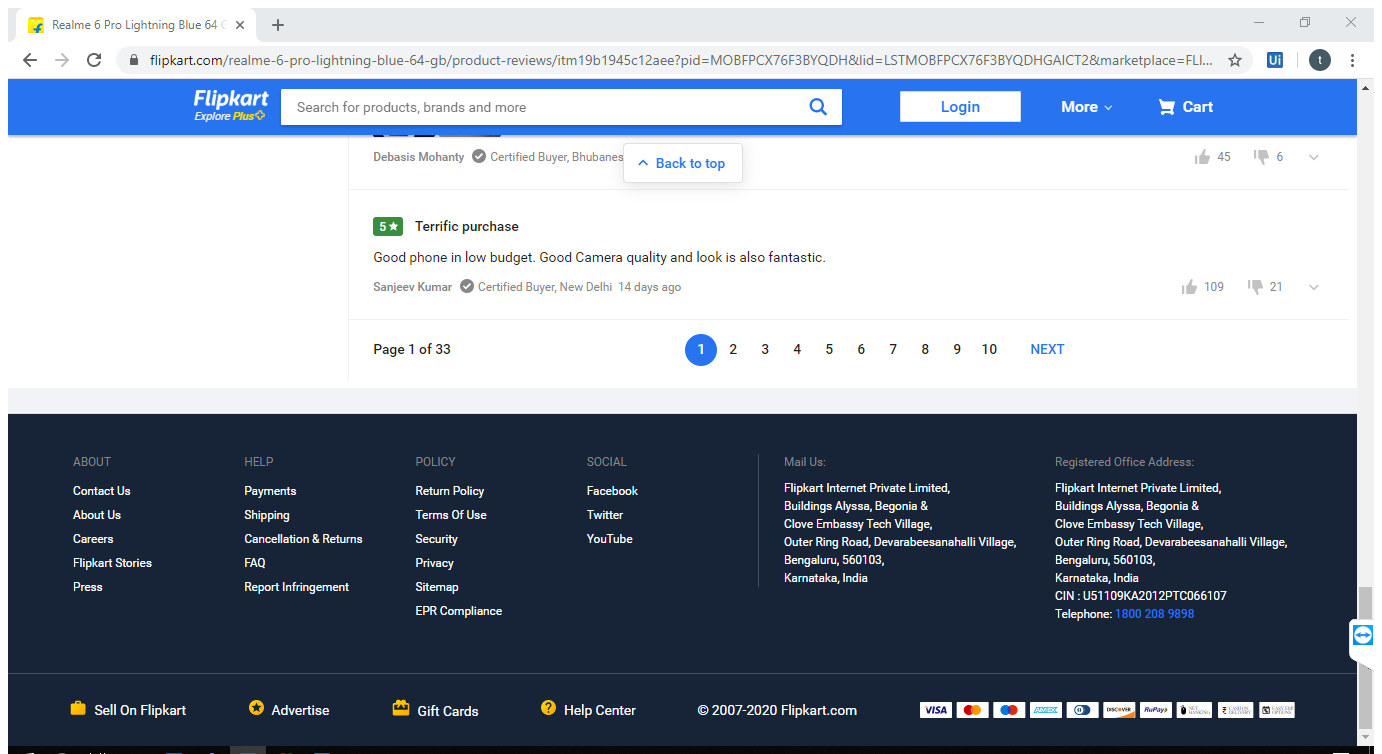 Realme 6 Pro Lightning Blue 64 G
flipkart.com/realme-6-pro-lightning-blue-64-gb/product-reviews/itm19b1945c12aee?pid=MOBFPCX76F3BYQDH&lid=LSTMOBFPCX76F3BYQDHGAICT2&marketplace=FLI...
Ui
t
Flipkart
Explore Plus
Search for products, brands and more
Login
More
Cart
Debasis Mohanty Certified Buyer, Bhubanes
Back to top
45 6
5★ Terrific purchase
Good phone in low budget. Good Camera quality and look is also fantastic.
Sanjeev Kumar Certified Buyer, New Delhi 14 days ago 109 21
Page 1 of 33 1 2 3 4 5 6 7 8 9 10 NEXT
ABOUT
Contact Us
About Us
Careers
Flipkart Stories
Press
HELP
Payments
Shipping
Cancellation & Returns
FAQ
Report Infringement
POLICY
Return Policy
Terms Of Use
Security
Privacy
Sitemap
EPR Compliance
SOCIAL
Facebook
Twitter
YouTube
Mail Us:
Flipkart Internet Private Limited,
Buildings Alyssa, Begonia &
Clove Embassy Tech Village,
Outer Ring Road, Devarabeesanahalli Village,
Bengaluru, 560103,
Karnataka, India
Registered Office Address:
Flipkart Internet Private Limited,
Buildings Alyssa, Begonia &
Clove Embassy Tech Village,
Outer Ring Road, Devarabeesanahalli Village,
Bengaluru, 560103,
Karnataka, India
CIN : U51109KA2012PTC066107
Telephone: 1800 208 9898
Sell On Flipkart
Advertise
Gift Cards
Help Center
© 2007-2020 Flipkart.com
VISA
AMEX
DISCOVER
RuPay
NET BANKING
CASH ON DELIVERY
EASY EMI OPTIONS